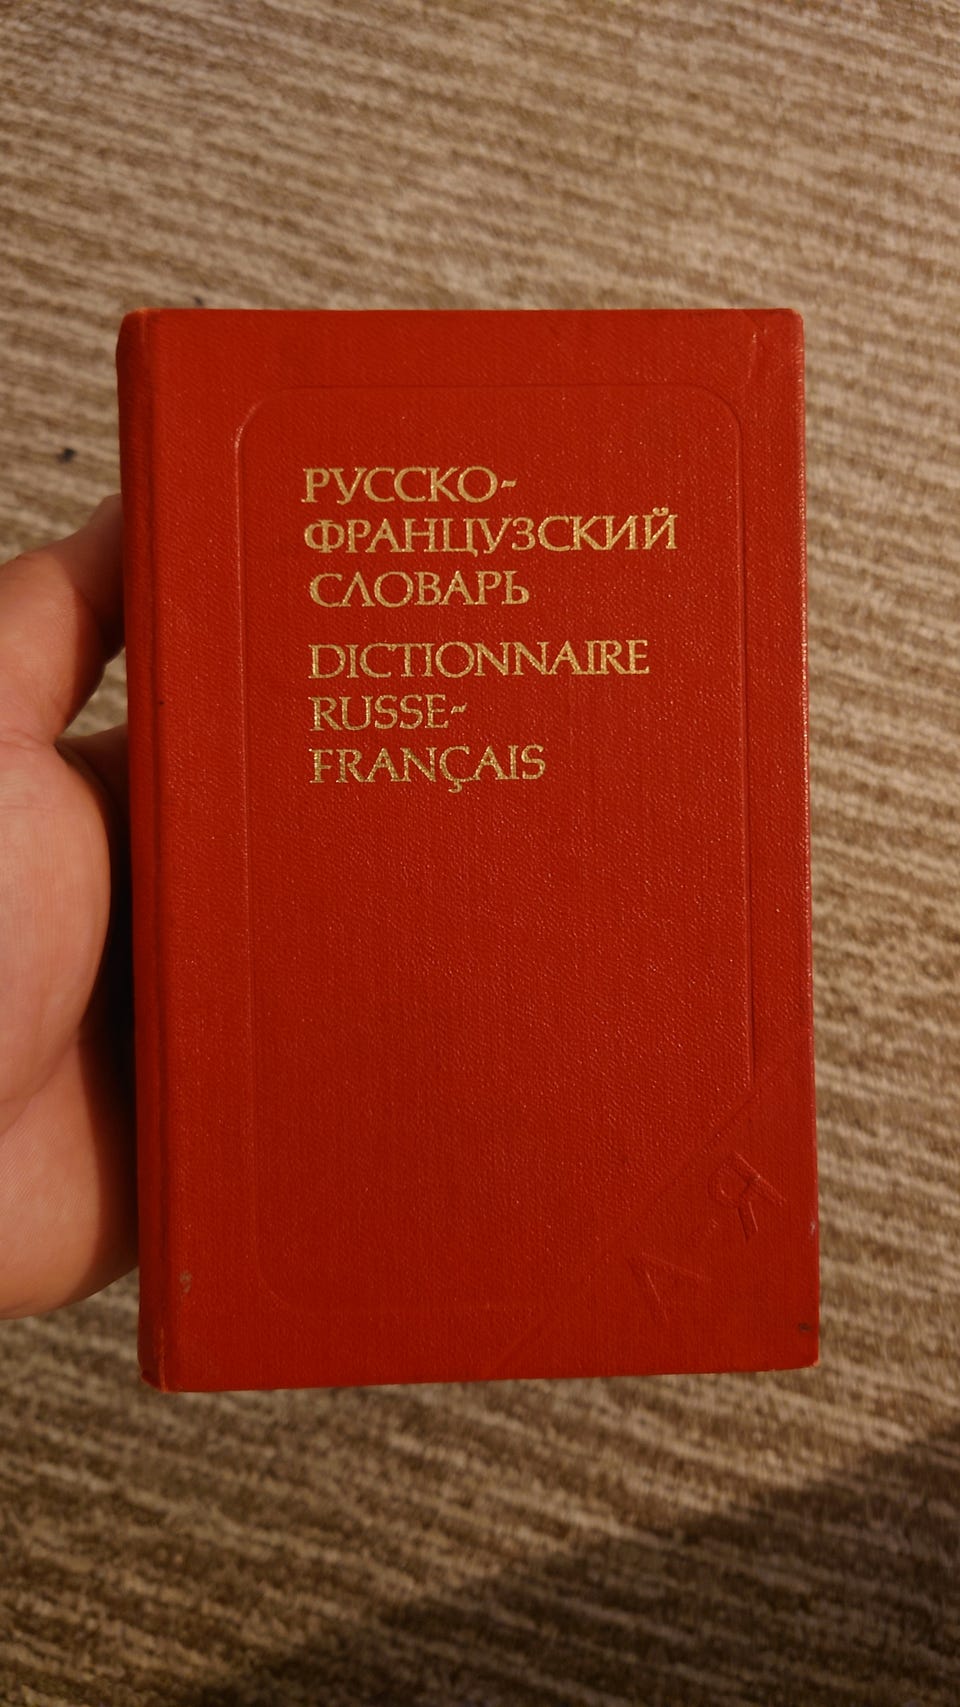 РУССКО-
ФРАНЦУЗСКИЙ
СЛОВАРЬ
DICTIONNAIRE
RUSSE-
FRANÇAIS
А
Я